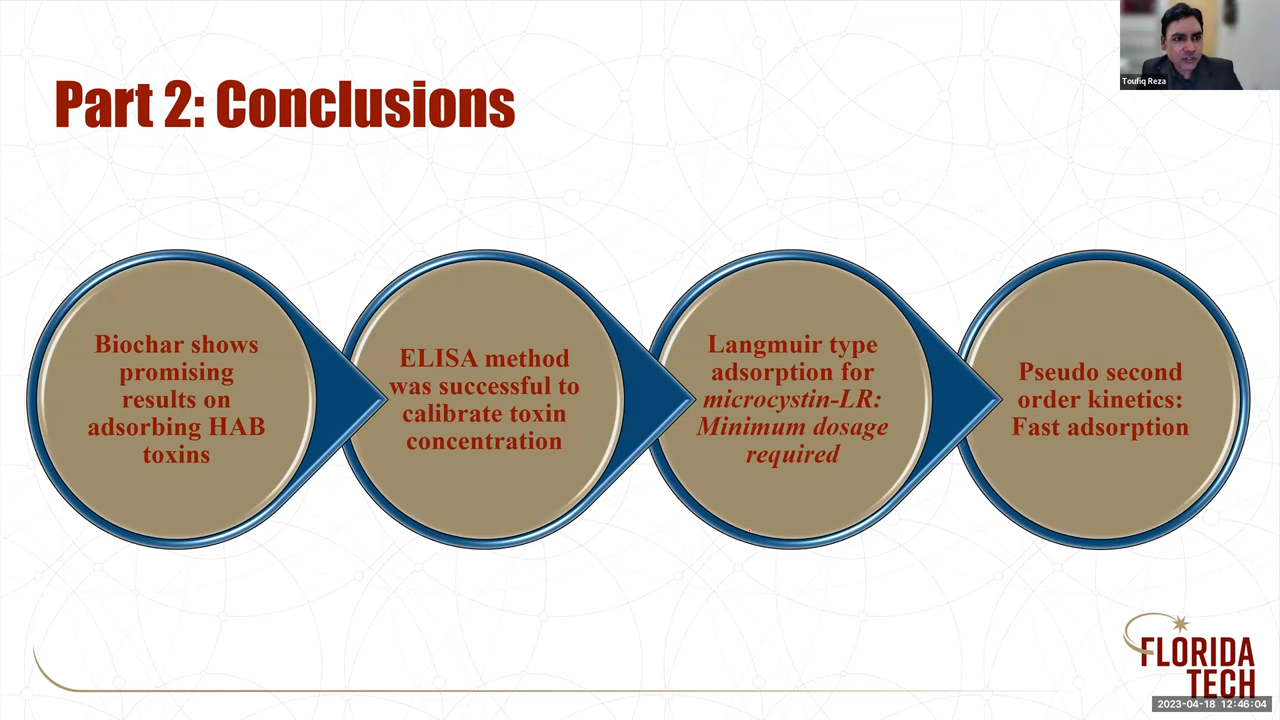 Toufiq Reza
Part 2: Conclusions
Biochar shows
promising
results on
adsorbing HAB
toxins
ELISA method
was successful to
calibrate toxin
concentration
Langmuir type
adsorption for
microcystin-LR:
Minimum dosage
required
Pseudo second
order kinetics:
Fast adsorption
FLORIDA
TECH
2023-04-18 12:46:04